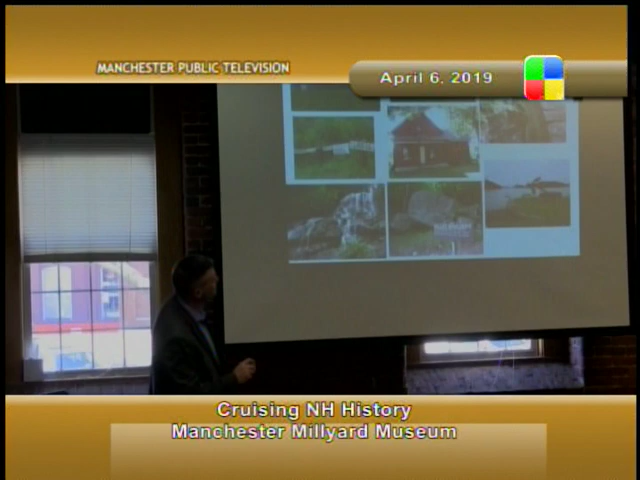 MANCHESTER PUBLIC TELEVISION
April 6, 2019
Cruising NH History
Manchester Millyard Museum